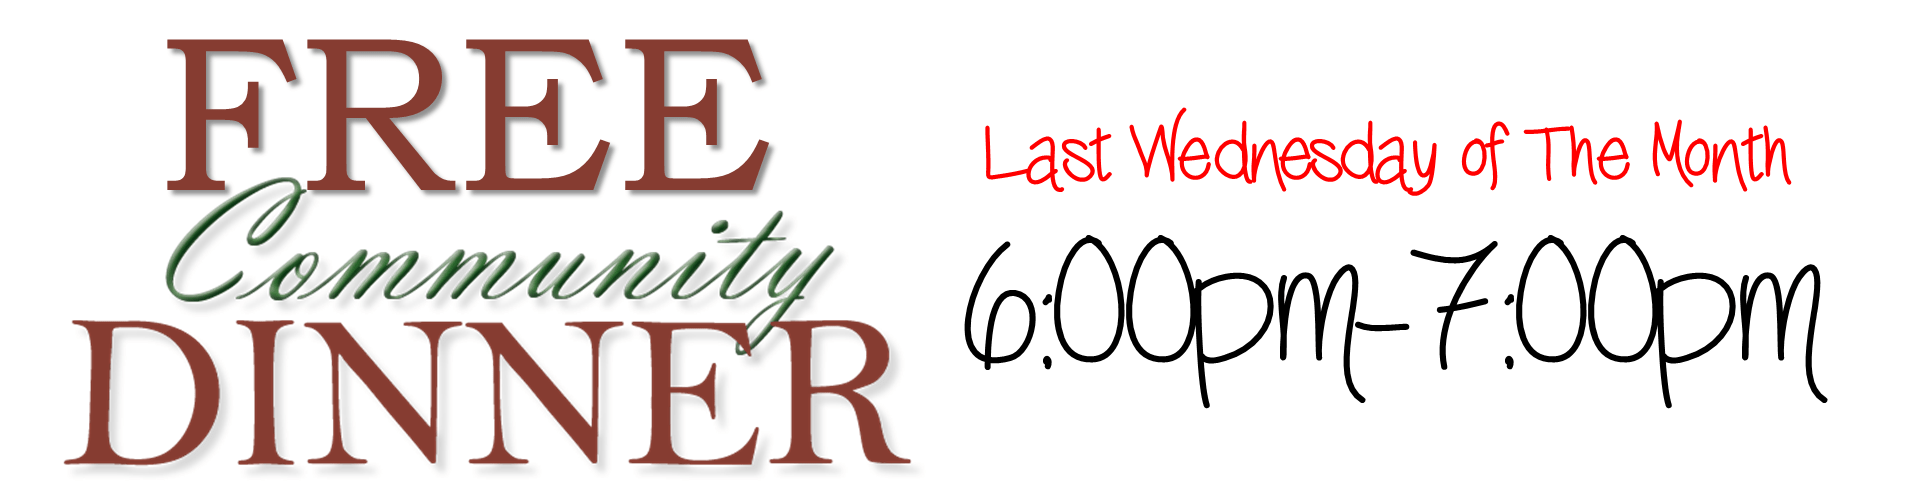 FREE
Community
DINNER
Last Wednesday of The Month
6:00pm-7:00pm